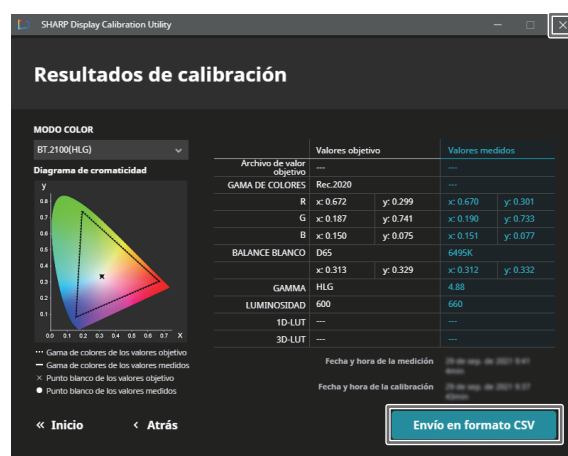 SHARP Display Calibration Utility
Resultados de calibración
MODO COLOR
BT.2100(HLG)
Diagrama de cromaticidad
y
0.8
0.7
0.6
0.5
0.4
0.3
0.2
0.1
0.0 0.1 0.2 0.3 0.4 0.5 0.6 0.7 X
Gama de colores de los valores objetivo
Gama de colores de los valores medidos
Punto blanco de los valores objetivo
Punto blanco de los valores medidos
Valores objetivo Valores medidos
Archivo de valor objetivo --- ---
GAMA DE COLORES Rec.2020 ---
R x: 0.672 y: 0.299 x: 0.670 y: 0.301
G x: 0.187 y: 0.741 x: 0.190 y: 0.733
B x: 0.150 y: 0.075 x: 0.151 y: 0.077
BALANCE BLANCO D65 6495K
x: 0.313 y: 0.329 x: 0.312 y: 0.332
GAMMA HLG 4.88
LUMINOSIDAD 600 660
1D-LUT --- ---
3D-LUT --- ---
Fecha y hora de la medición
Fecha y hora de la calibración
« Inicio ‹ Atrás Envío en formato CSV